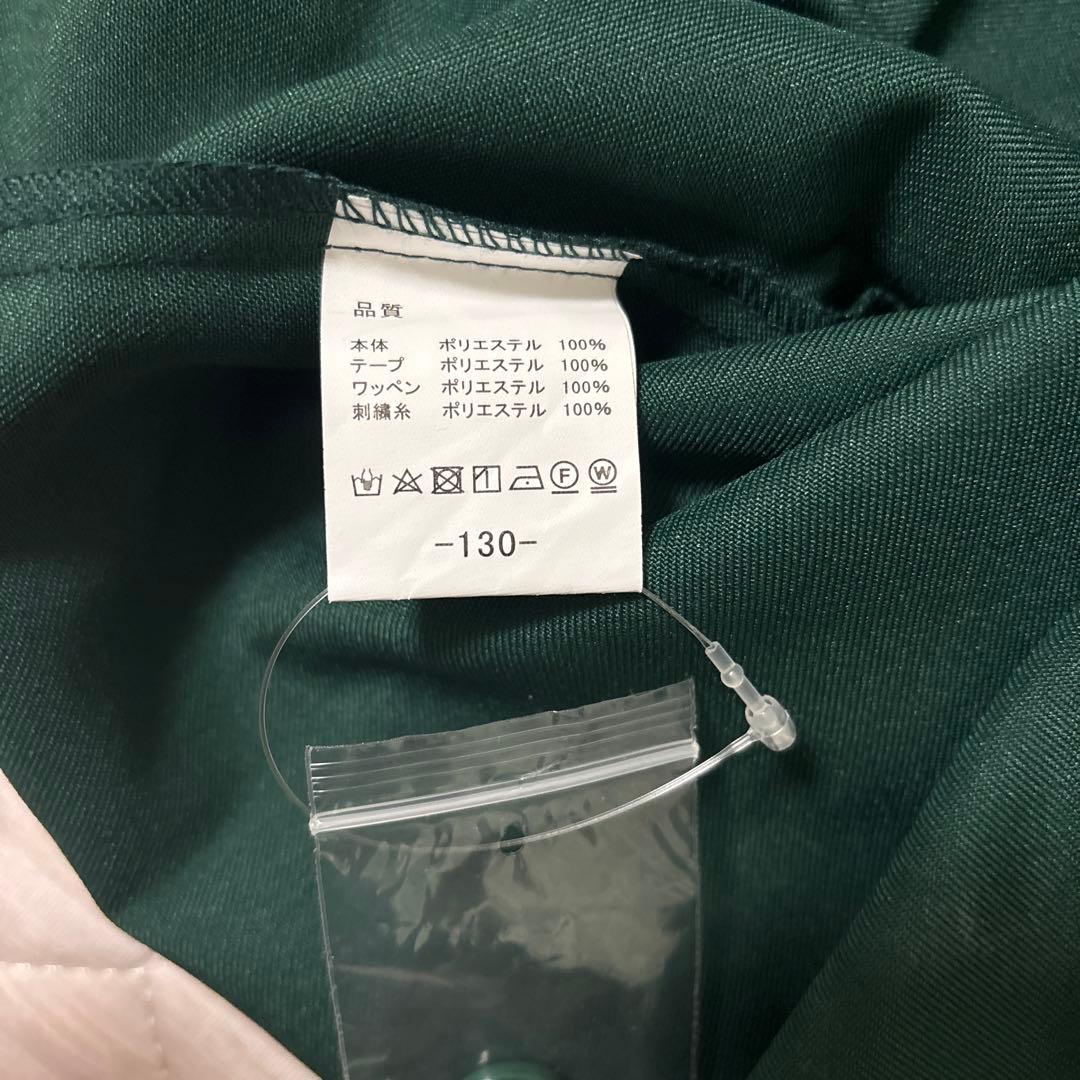 品質
本体 ポリエステル 100%
テープ ポリエステル 100%
ワッペン ポリエステル 100%
刺繍糸 ポリエステル 100%
F W
-130-